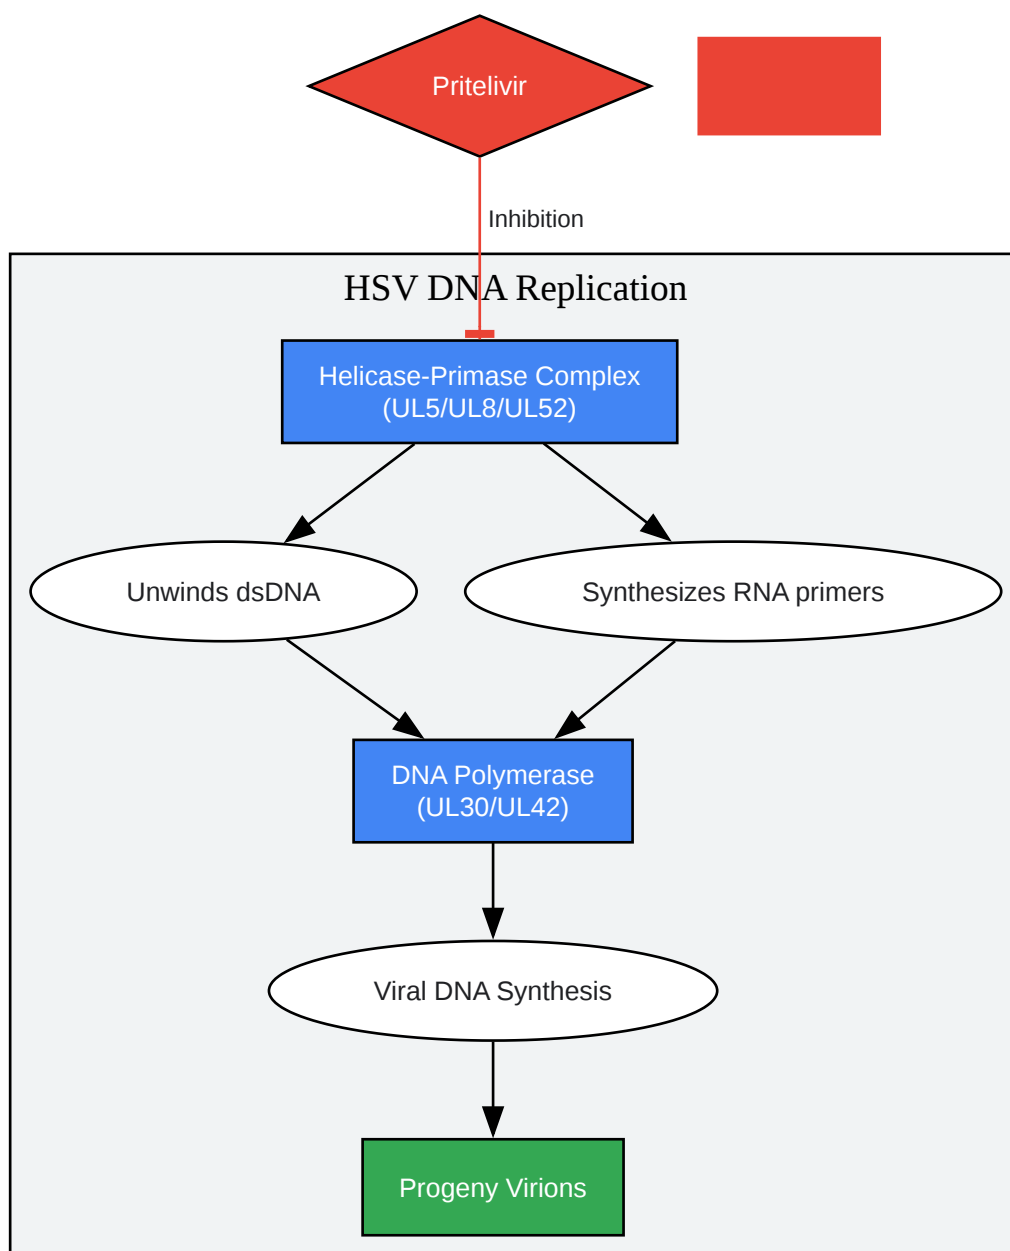 Pritelivir
Inhibition
HSV DNA Replication
Helicase-Primase Complex
(UL5/UL8/UL52)
Unwinds dsDNA
Synthesizes RNA primers
DNA Polymerase
(UL30/UL42)
Viral DNA Synthesis
Progeny Virions